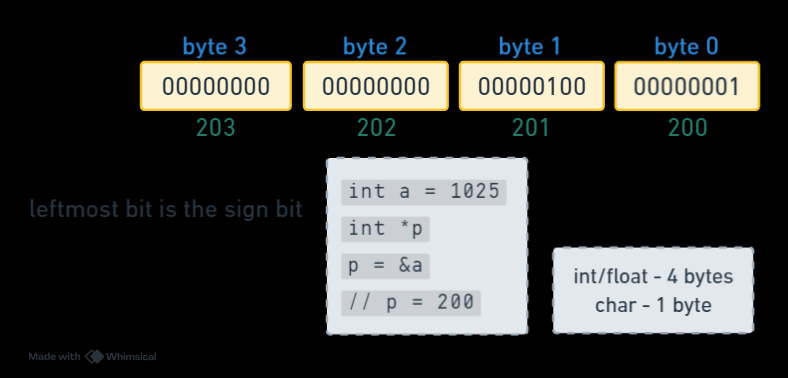 byte 3 byte 2 byte 1 byte 0
00000000 00000000 00000100 00000001
203 202 201 200
leftmost bit is the sign bit
int a = 1025
int *p
p = &a
// p = 200
int/float - 4 bytes
char - 1 byte
Made with Whimsical